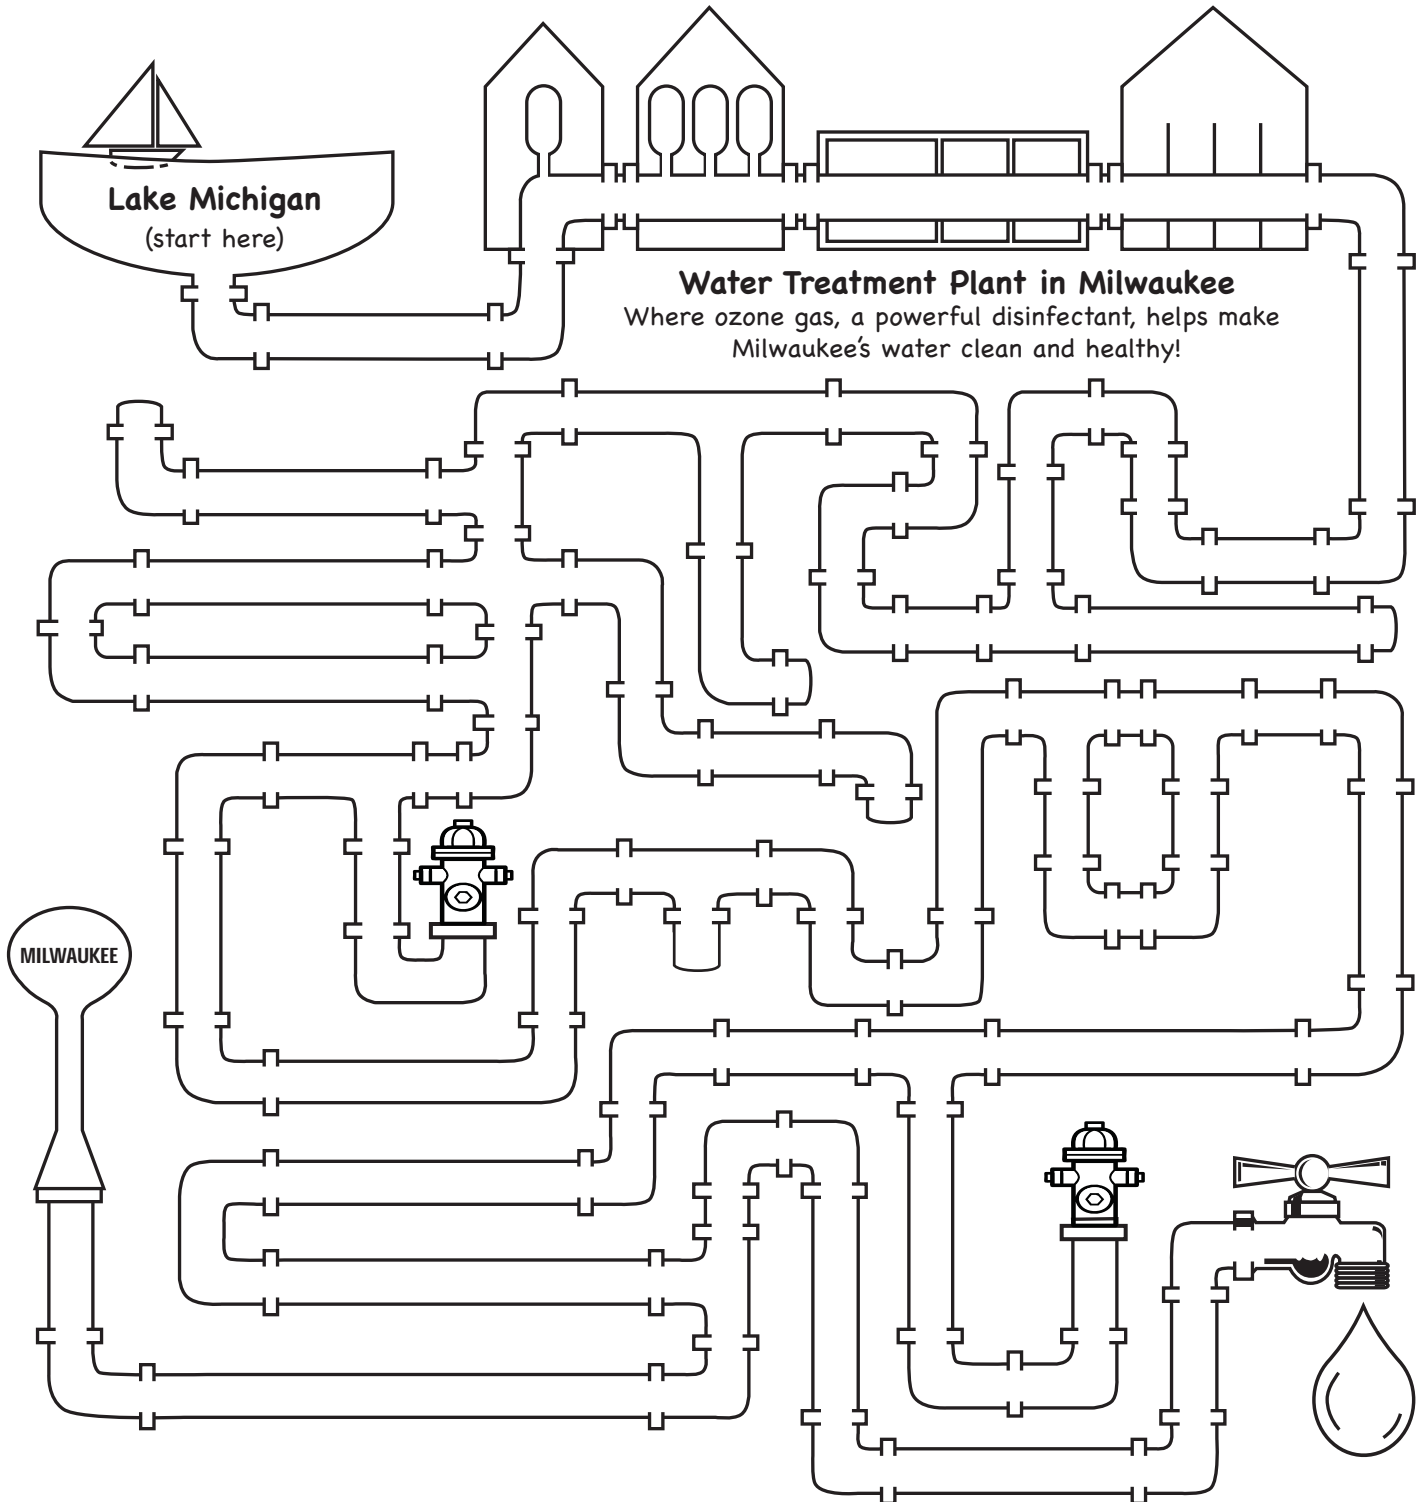 Lake Michigan
(start here)
Water Treatment Plant in Milwaukee
Where ozone gas, a powerful disinfectant, helps make
Milwaukee's water clean and healthy!
MILWAUKEE